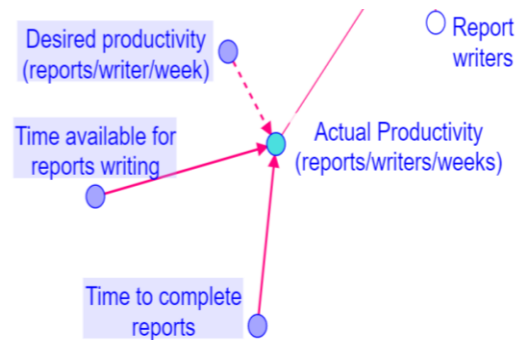 Desired productivity
(reports/writer/week)
Report
writers
Time available for
reports writing
Actual Productivity
(reports/writers/weeks)
Time to complete
reports